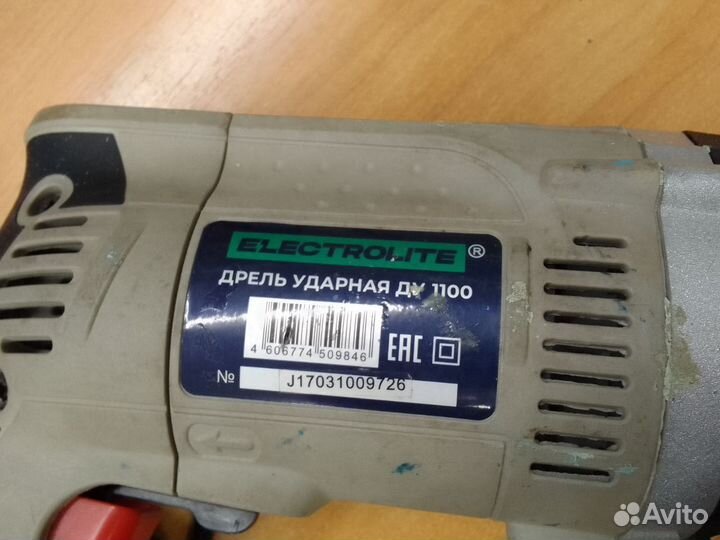 ELECTROLITE ®
ДРЕЛЬ УДАРНАЯ ДУ 1100
4 606774 509846
EAC
№ J17031009726
Avito